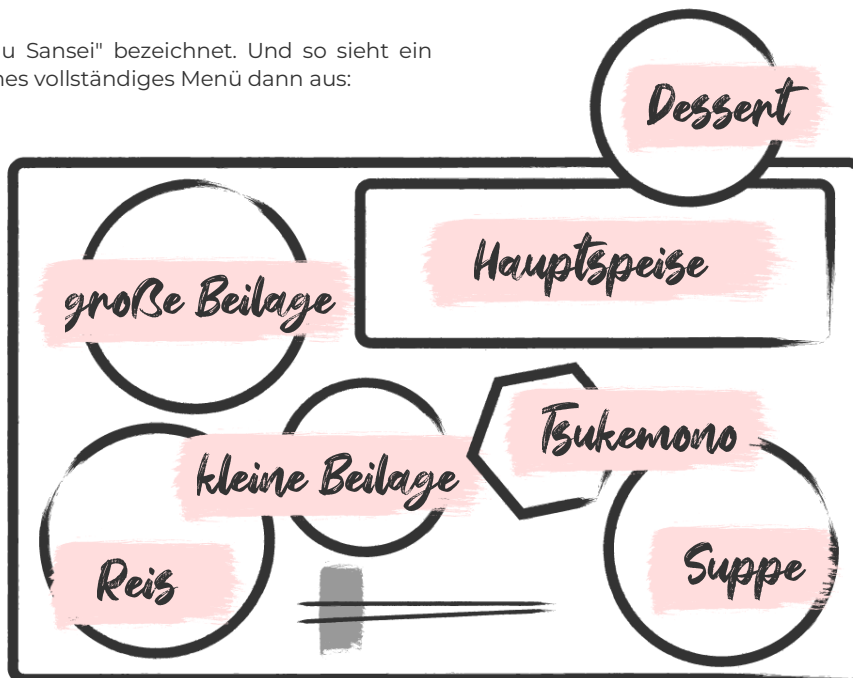 u Sansei" bezeichnet. Und so sieht ein
nes vollständiges Menü dann aus:
Dessert
Hauptspeise
große Beilage
Tsukemono
kleine Beilage
Suppe
Reis